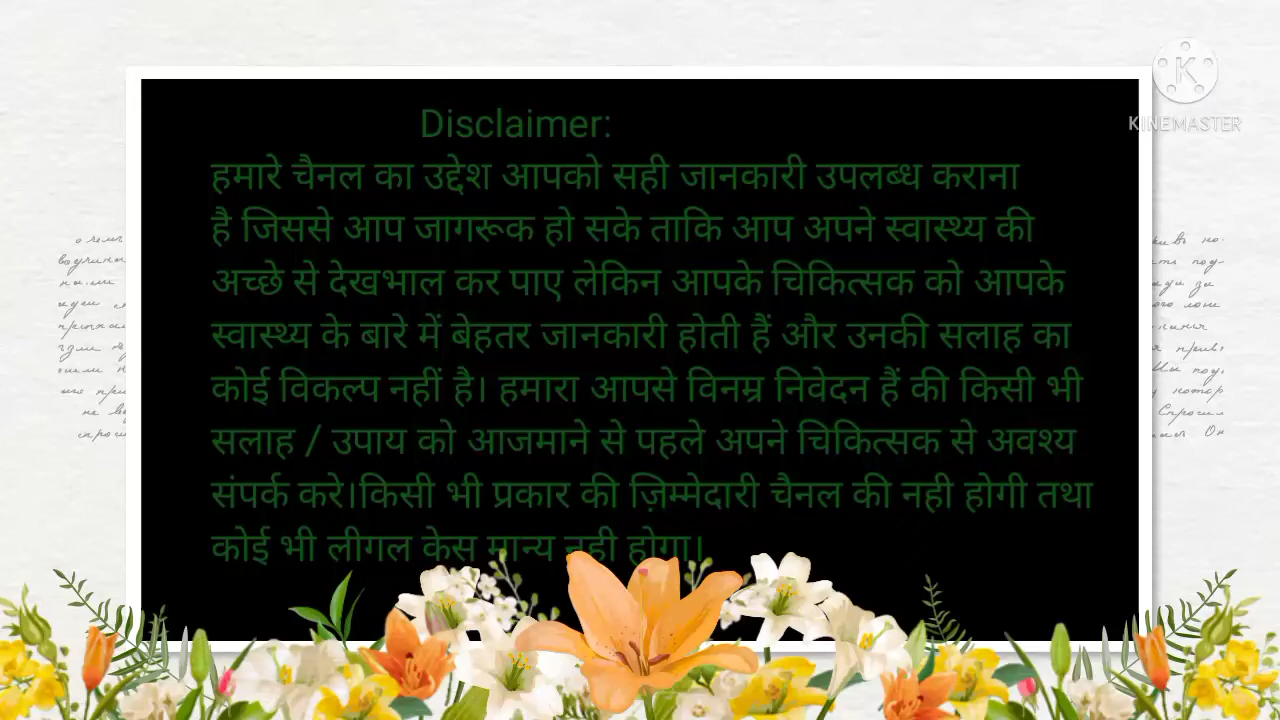 Disclaimer:
हमारे चैनल का उद्देश आपको सही जानकारी उपलब्ध कराना
है जिससे आप जागरूक हो सके ताकि आप अपने स्वास्थ्य की
अच्छे से देखभाल कर पाए लेकिन आपके चिकित्सक को आपके
स्वास्थ्य के बारे में बेहतर जानकारी होती हैं और उनकी सलाह का
कोई विकल्प नहीं है। हमारा आपसे विनम्र निवेदन हैं की किसी भी
सलाह / उपाय को आजमाने से पहले अपने चिकित्सक से अवश्य
संपर्क करे।किसी भी प्रकार की ज़िम्मेदारी चैनल की नही होगी तथा
कोई भी लीगल केस मान्य नही होगा।
K
KINEMASTER